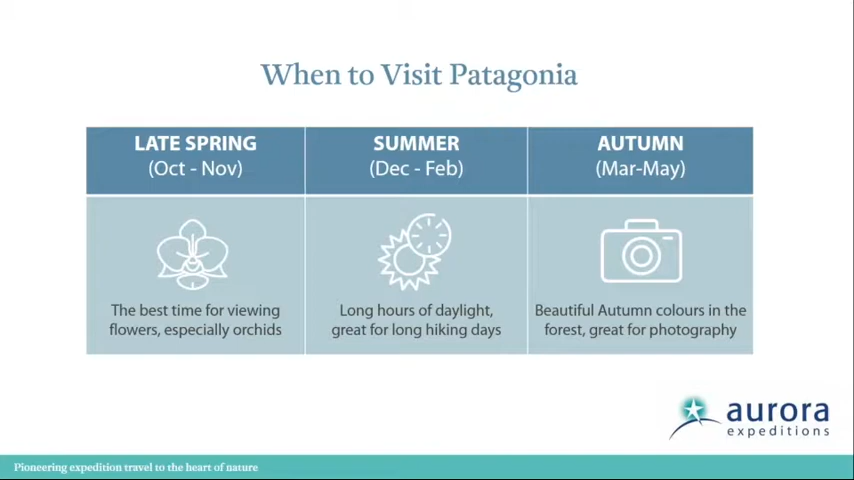 When to Visit Patagonia
LATE SPRING
(Oct - Nov)
SUMMER
(Dec - Feb)
AUTUMN
(Mar-May)
The best time for viewing
flowers, especially orchids
Long hours of daylight,
great for long hiking days
Beautiful Autumn colours in the
forest, great for photography
aurora
expeditions
Pioneering expedition travel to the heart of nature